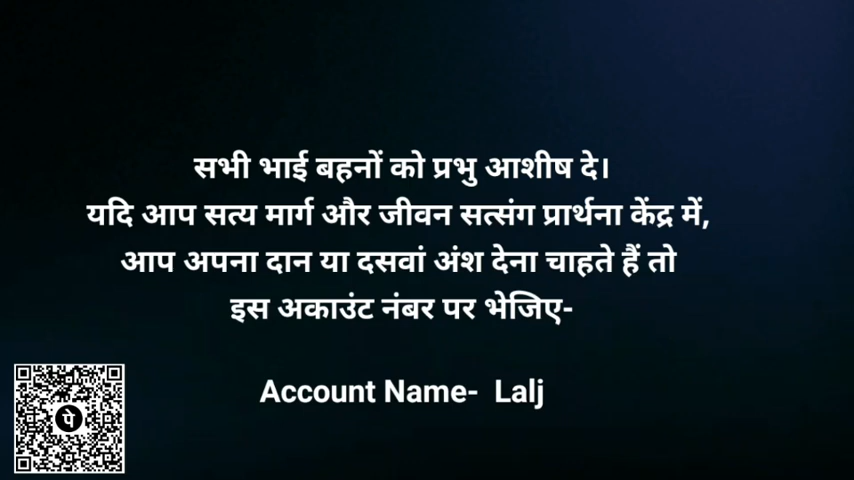 सभी भाई बहनों को प्रभु आशीष दे।
यदि आप सत्य मार्ग और जीवन सत्संग प्रार्थना केंद्र में,
आप अपना दान या दसवां अंश देना चाहते हैं तो
इस अकाउंट नंबर पर भेजिए-
Account Name- Lalj
पे